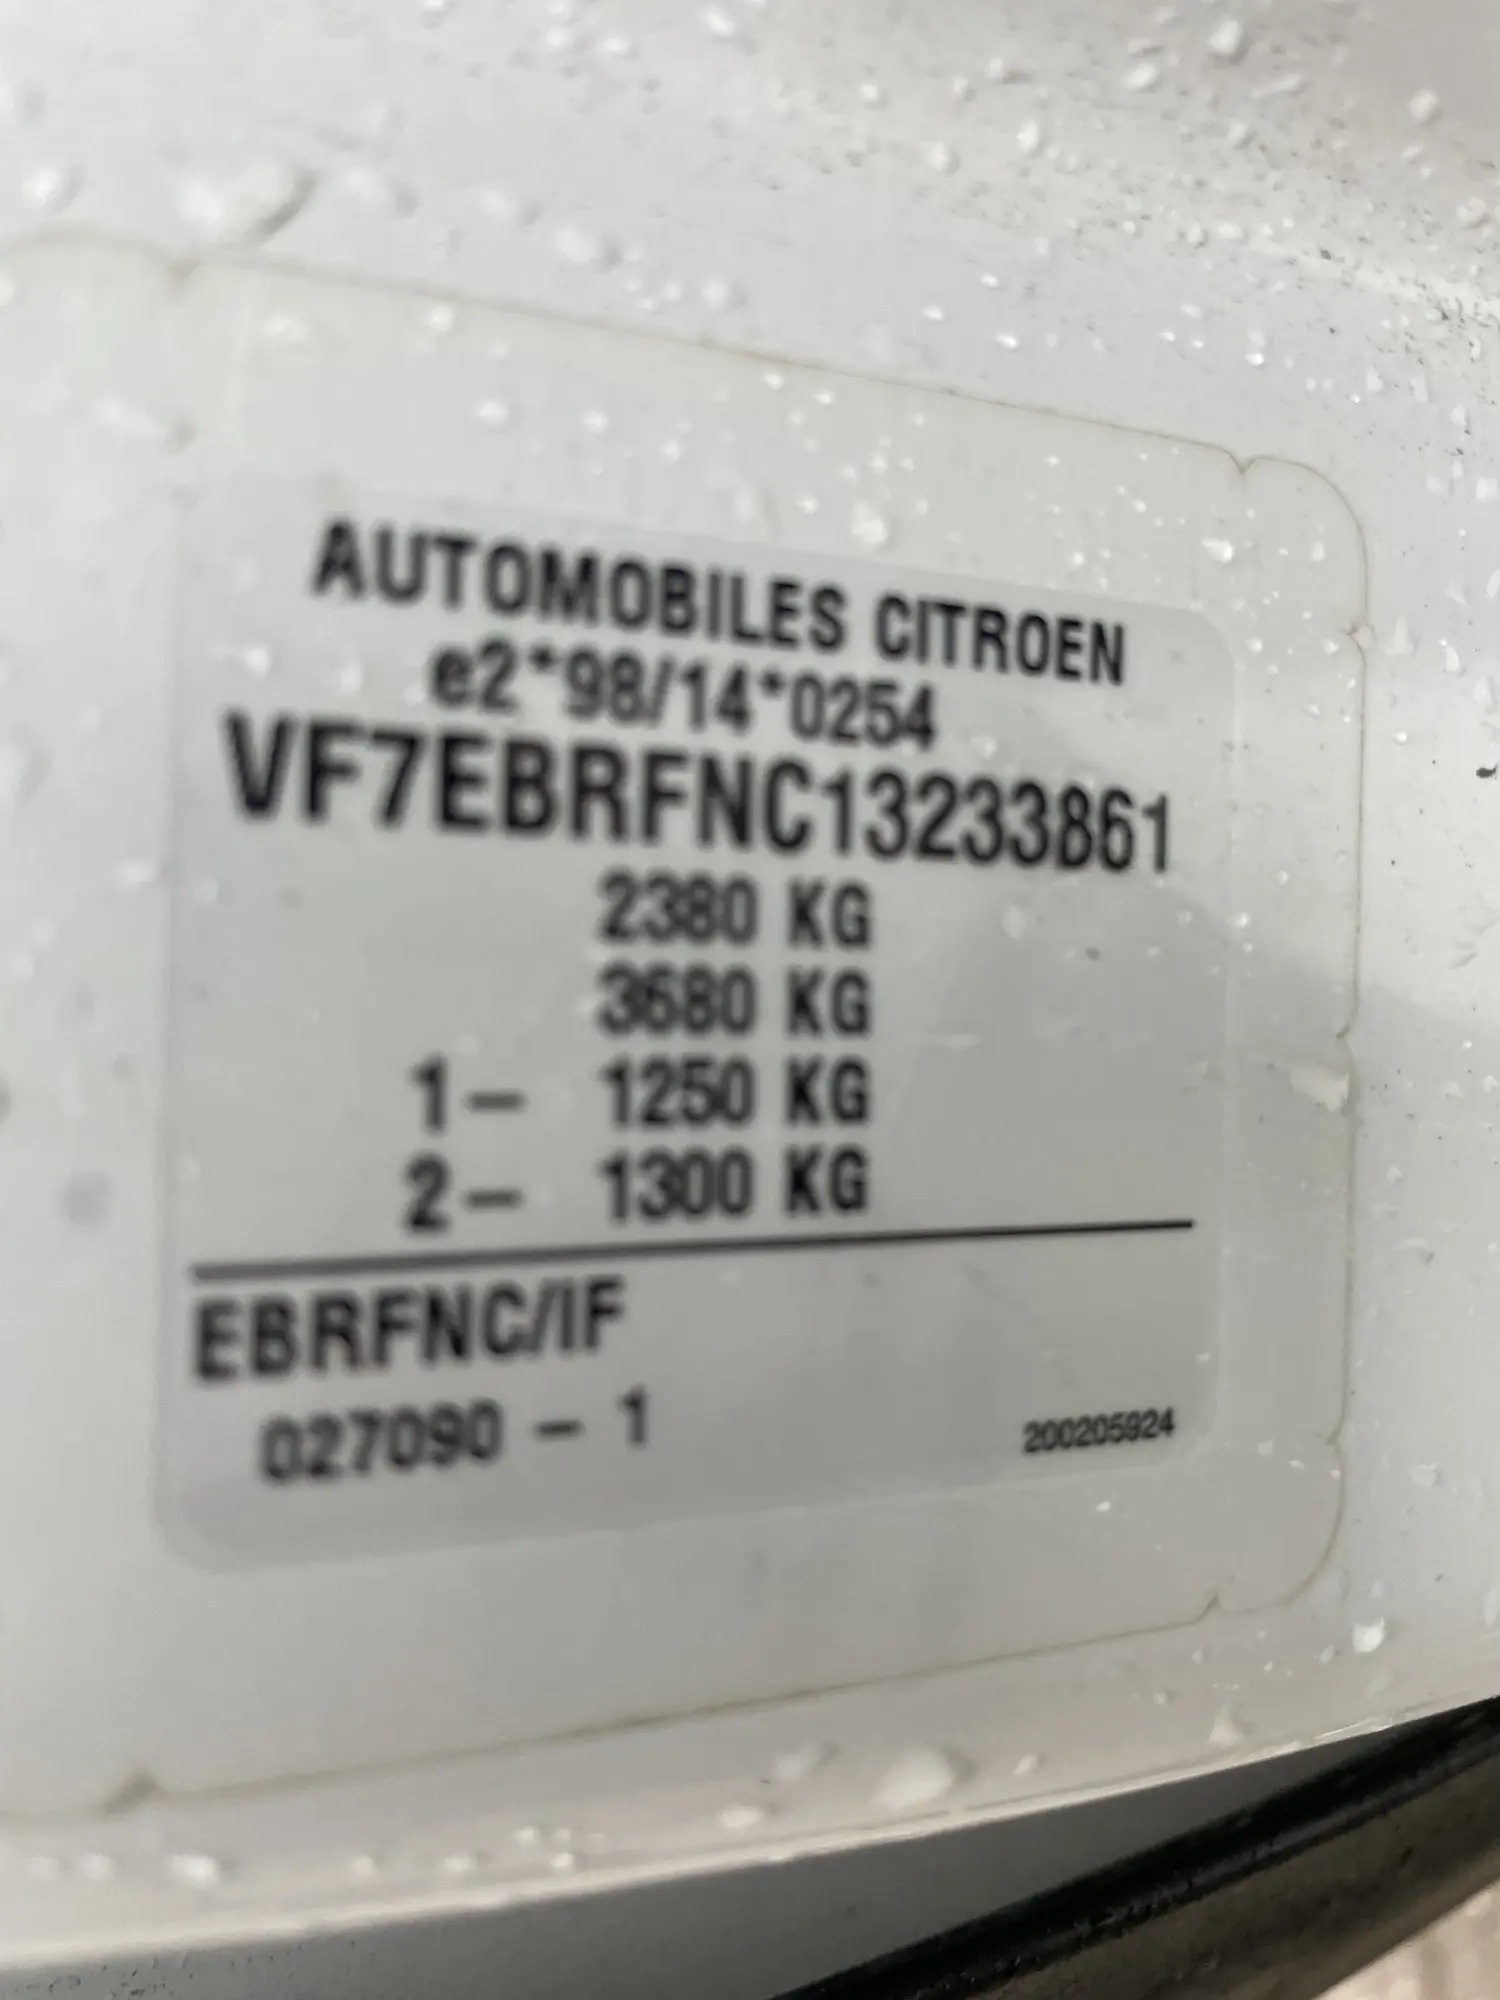 AUTOMOBILES CITROEN
e2*98/14*0254
VF7EBRFNC13233861
2380 KG
3680 KG
1- 1250 KG
2- 1300 KG
EBRFNC/IF
027090 - 1
200205924